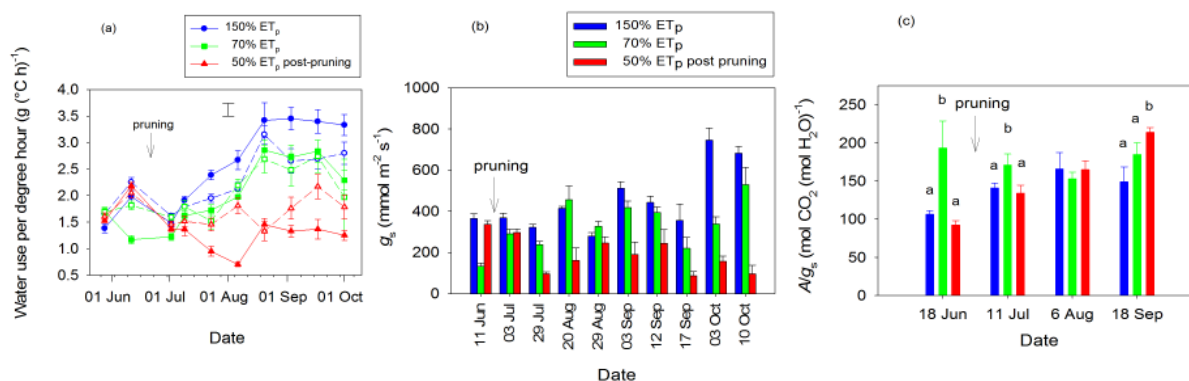 (a)
150% ETp
70% ETp
50% ETp post-pruning
Water use per degree hour (g (°C h)-1)
4.0
3.5
3.0
2.5
2.0
1.5
1.0
0.5
pruning
01 Jun
01 Jul
01 Aug
01 Sep
01 Oct
Date
(b)
150% ETp
70% ETp
50% ETp post pruning
gs (mmol m-2 s-1)
1000
800
600
400
200
0
pruning
11 Jun
03 Jul
29 Jul
20 Aug
29 Aug
03 Sep
12 Sep
17 Sep
03 Oct
10 Oct
Date
(c)
A/gs (mol CO2 (mol H2O)-1)
250
200
150
100
50
0
pruning
a
b
a
a
b
a
a
a
b
18 Jun
11 Jul
6 Aug
18 Sep
Date